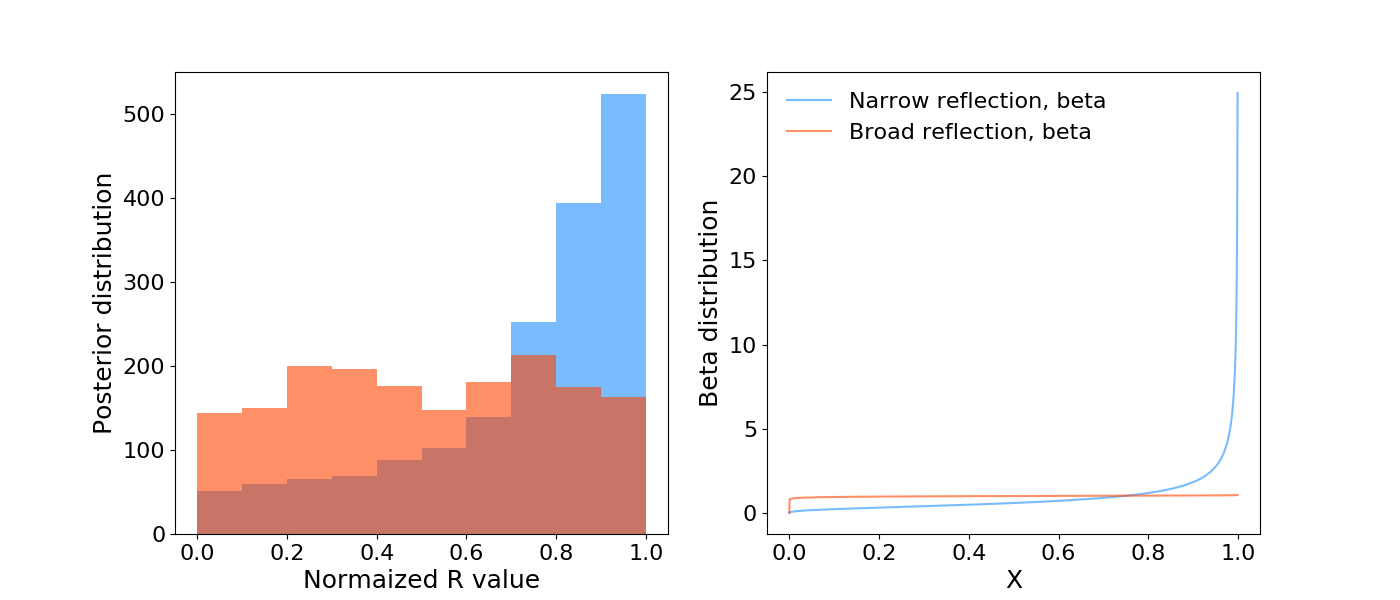 Posterior distribution
500
400
300
200
100
0
0.0 0.2 0.4 0.6 0.8 1.0
Normaized R value
Beta distribution
25
20
15
10
5
0
Narrow reflection, beta
Broad reflection, beta
0.0 0.2 0.4 0.6 0.8 1.0
X